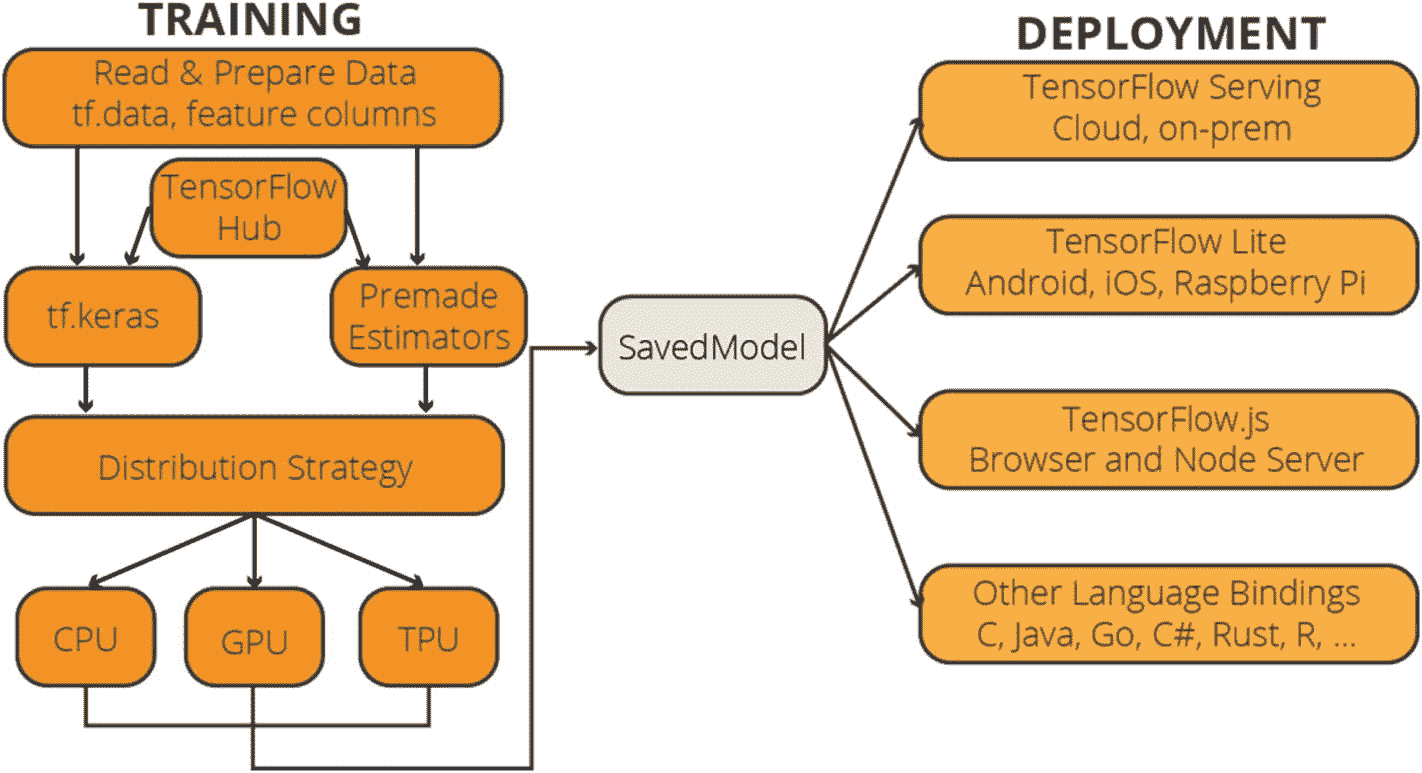 TRAINING
Read & Prepare Data
tf.data, feature columns
TensorFlow
Hub
tf.keras
Premade
Estimators
Distribution Strategy
CPU
GPU
TPU
SavedModel
DEPLOYMENT
TensorFlow Serving
Cloud, on-prem
TensorFlow Lite
Android, iOS, Raspberry Pi
TensorFlow.js
Browser and Node Server
Other Language Bindings
C, Java, Go, C#, Rust, R, ...